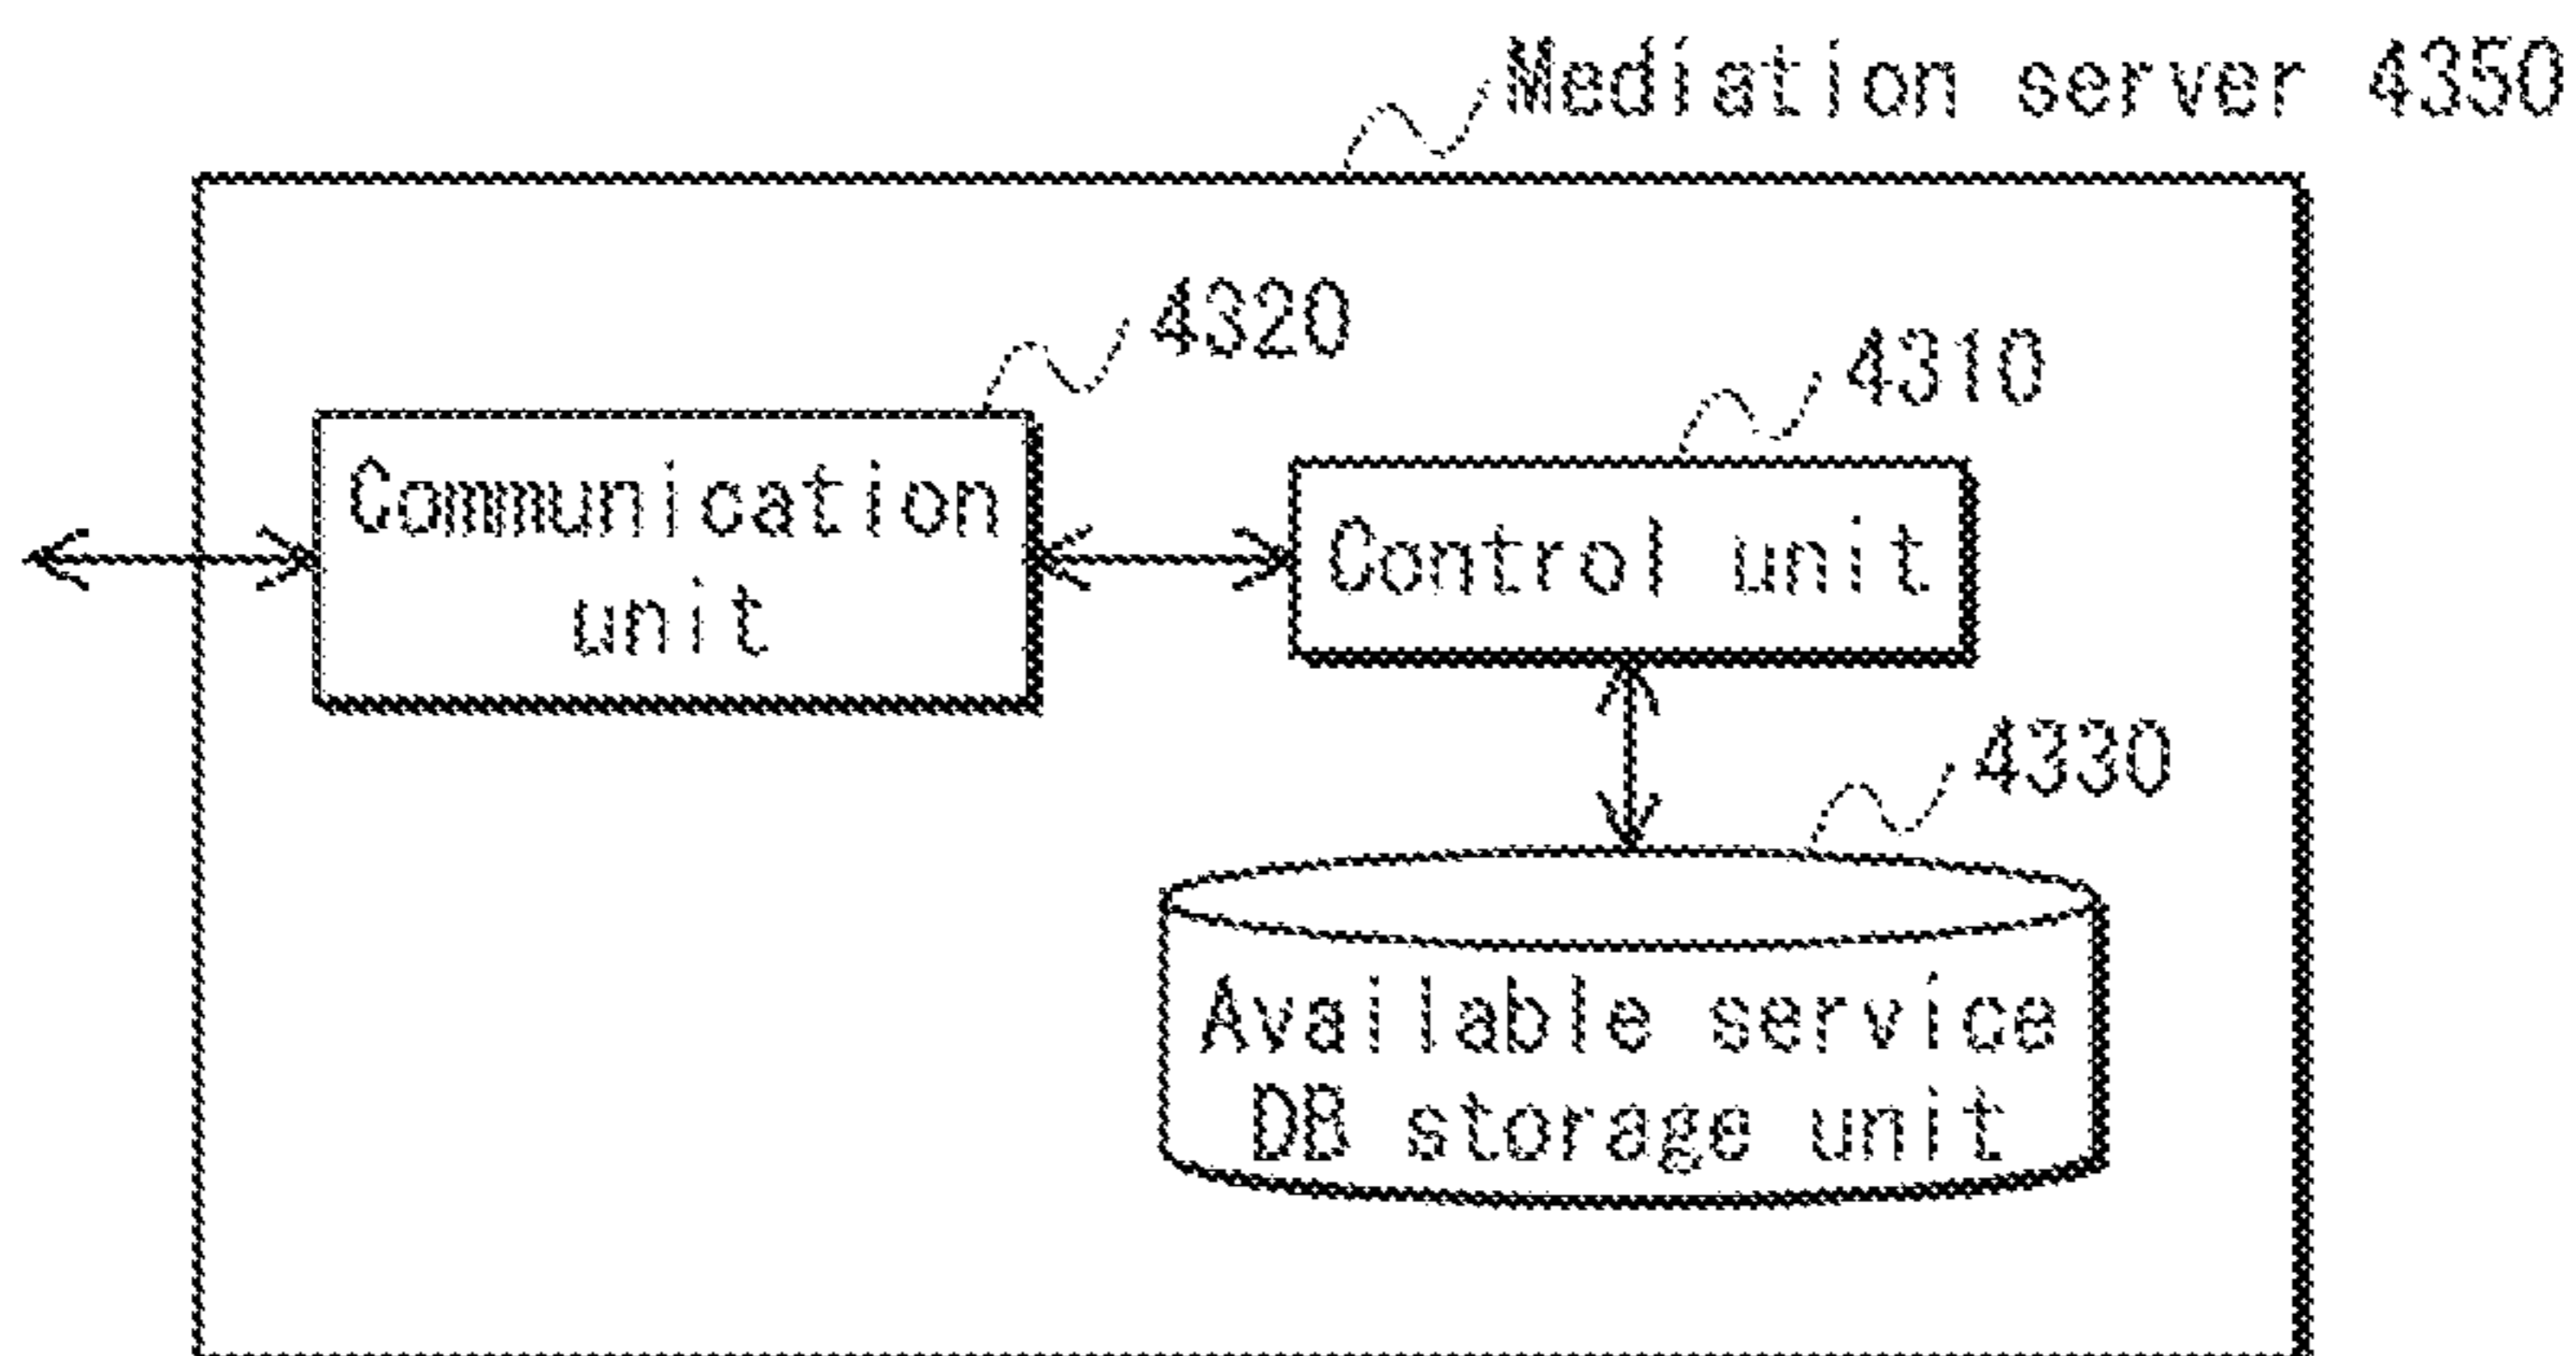 Mediation server 4350
4320
4310
Communication
unit
Control unit
4330
Available service
DB storage unit